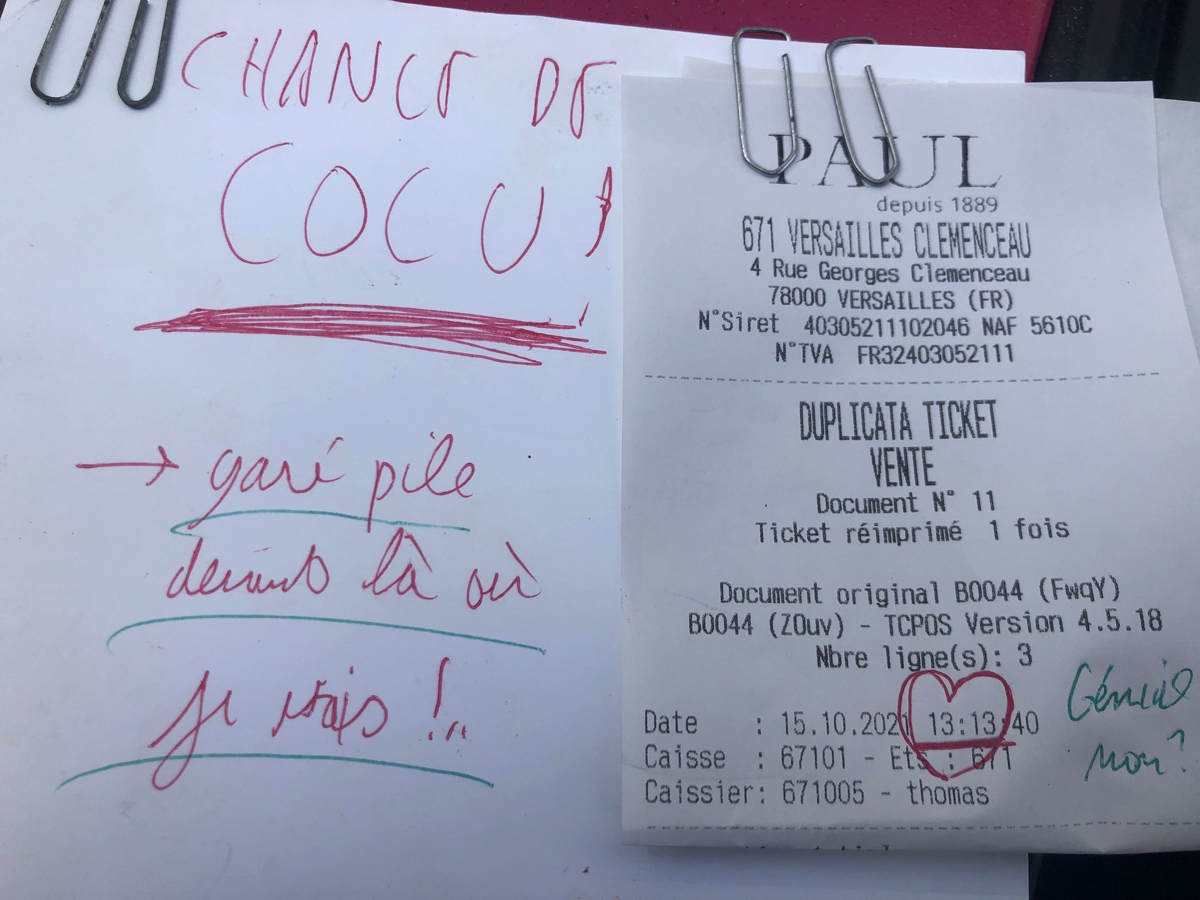 CHANCE DE
COCU !
→ garé pile
devant là où
je vais !..
PAUL
depuis 1889
671 VERSAILLES CLEMENCEAU
4 Rue Georges Clemenceau
78000 VERSAILLES (FR)
N°Siret 40305211102046 NAF 5610C
N°TVA FR32403052111
DUPLICATA TICKET
VENTE
Document N° 11
Ticket réimprimé 1 fois
Document original B0044 (FwqY)
B0044 (ZOuv) - TCPOS Version 4.5.18
Nbre ligne(s): 3
Date : 15.10.2021 13:13:40
Caisse : 67101 - Ets : 671
Caissier: 671005 - thomas
Génial
non?